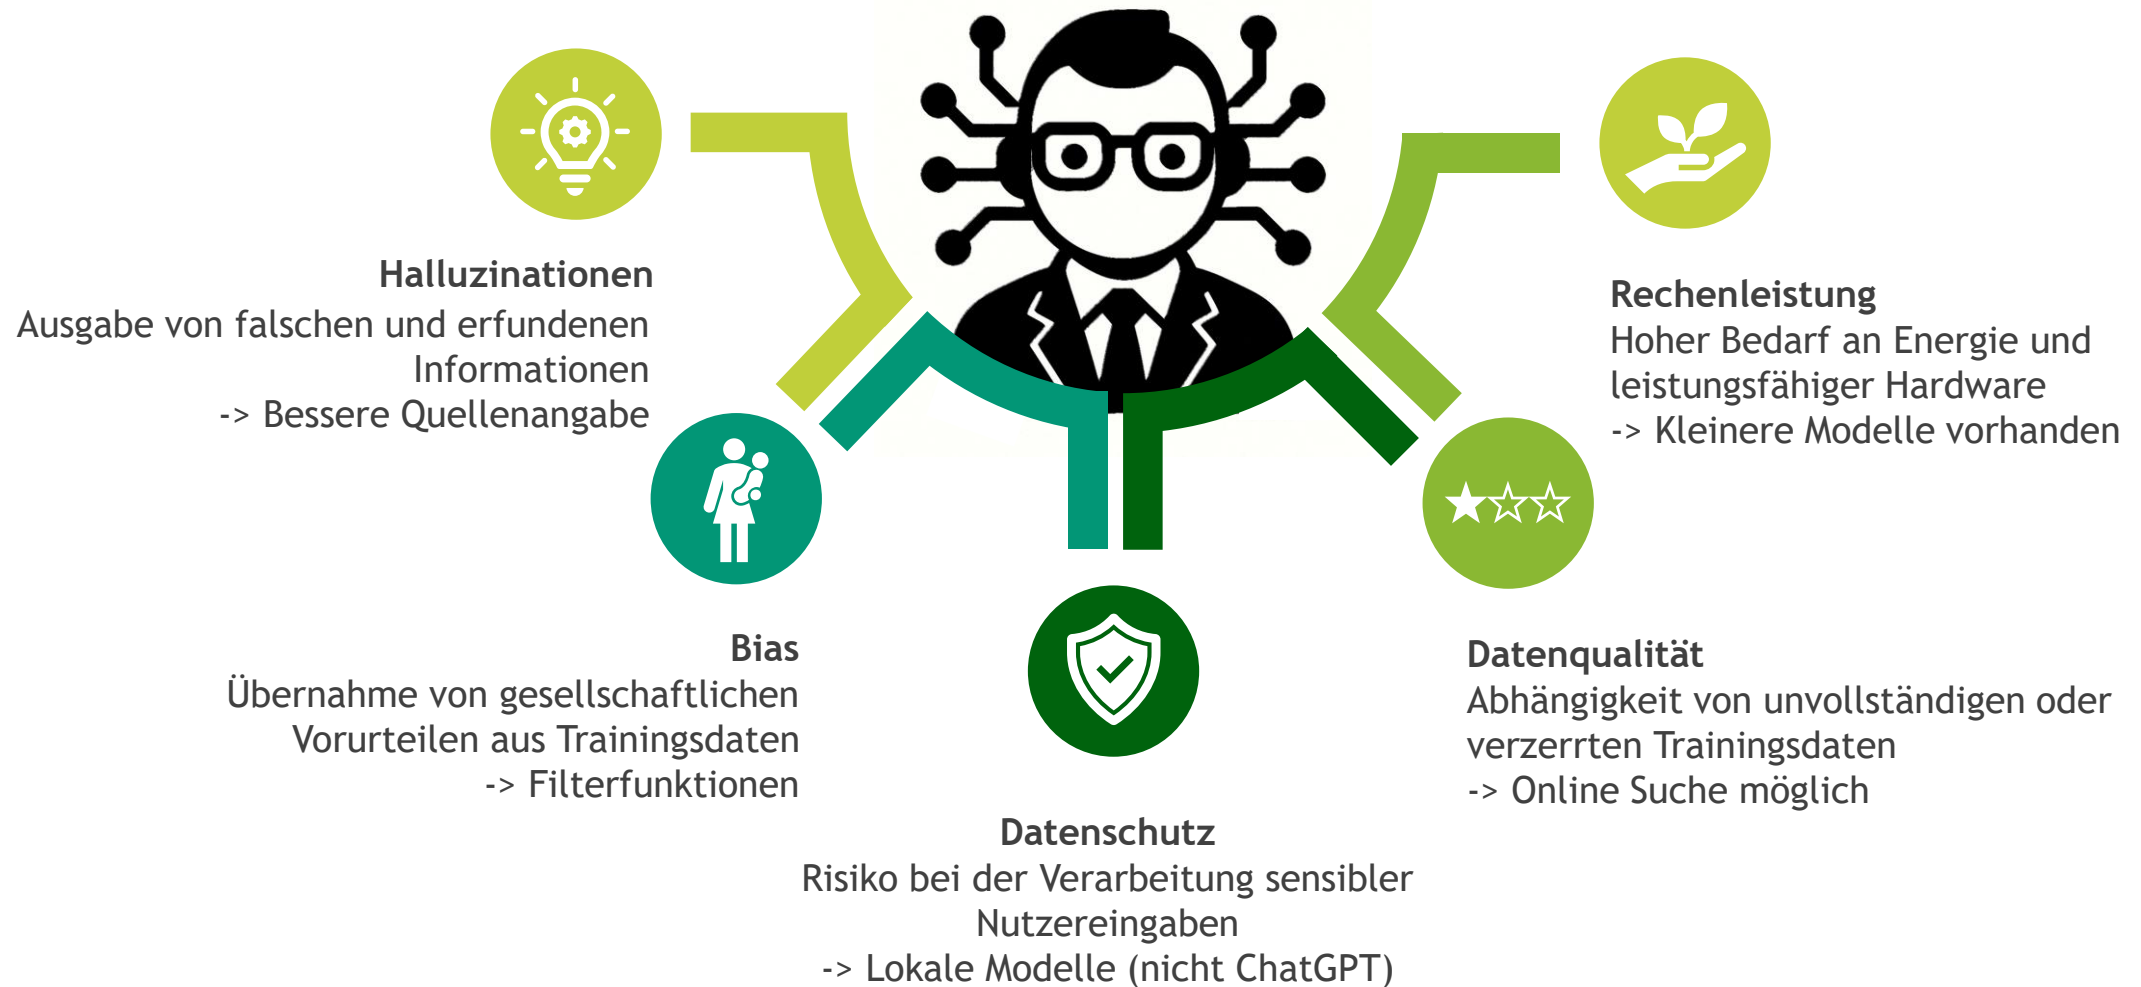 Halluzinationen
Ausgabe von falschen und erfundenen
Informationen
-> Bessere Quellenangabe
Bias
Übernahme von gesellschaftlichen
Vorurteilen aus Trainingsdaten
-> Filterfunktionen
Datenschutz
Risiko bei der Verarbeitung sensibler
Nutzereingaben
-> Lokale Modelle (nicht ChatGPT)
Datenqualität
Abhängigkeit von unvollständigen oder
verzerrten Trainingsdaten
-> Online Suche möglich
Rechenleistung
Hoher Bedarf an Energie und
leistungsfähiger Hardware
-> Kleinere Modelle vorhanden